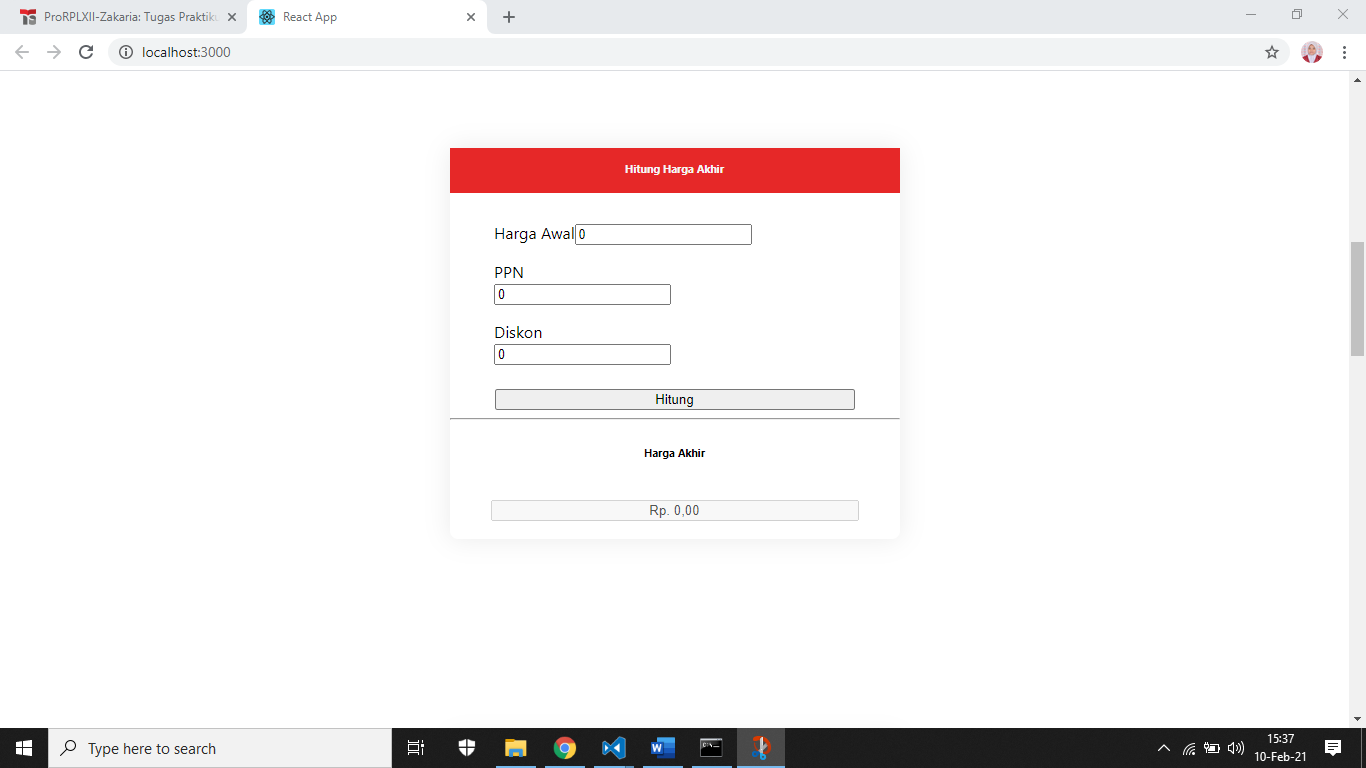 ProRPLXII-Zakaria: Tugas Praktik
React App
localhost:3000
Hitung Harga Akhir
Harga Awal 0
PPN
0
Diskon
0
Hitung
Harga Akhir
Rp. 0,00
Type here to search
15:37
10-Feb-21